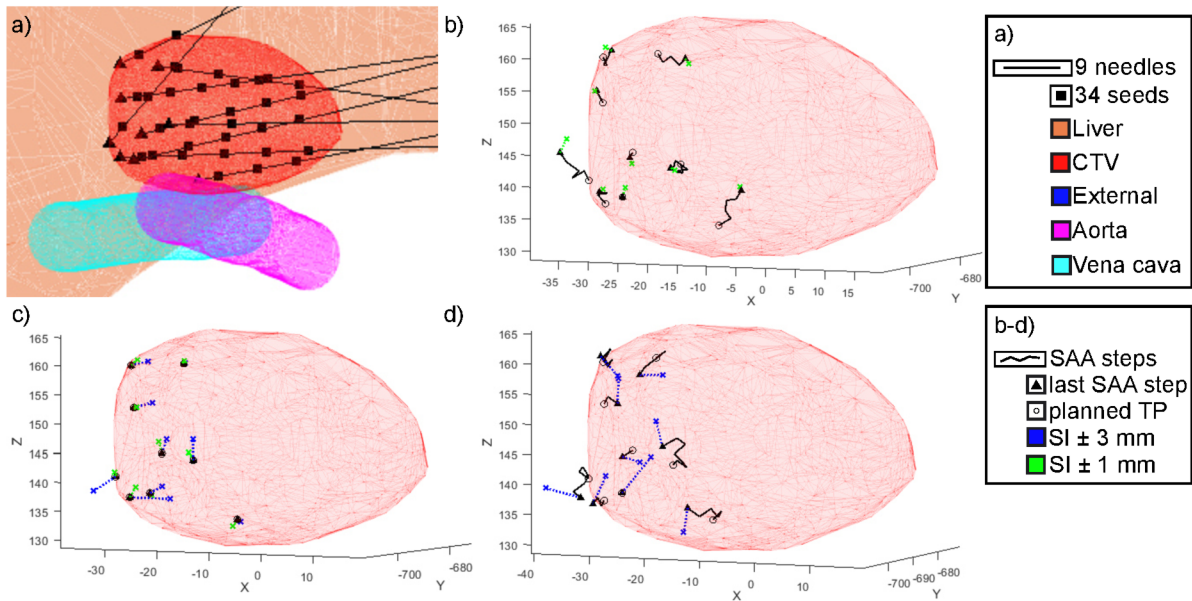 a)
b)
165
160
155
150
145
140
135
130
Z
-35 -30 -25 -20 -15 -10 -5 0 5 10 15
X
-700 -680
Y
a)
9 needles
34 seeds
Liver
CTV
External
Aorta
Vena cava
c)
165
160
155
150
145
140
135
130
Z
-30 -20 -10 0 10
X
-700 -680
Y
d)
165
160
155
150
145
140
135
130
Z
-40 -30 -20 -10 0 10
X
-700 -690 -680
Y
b-d)
SAA steps
last SAA step
planned TP
SI ± 3 mm
SI ± 1 mm